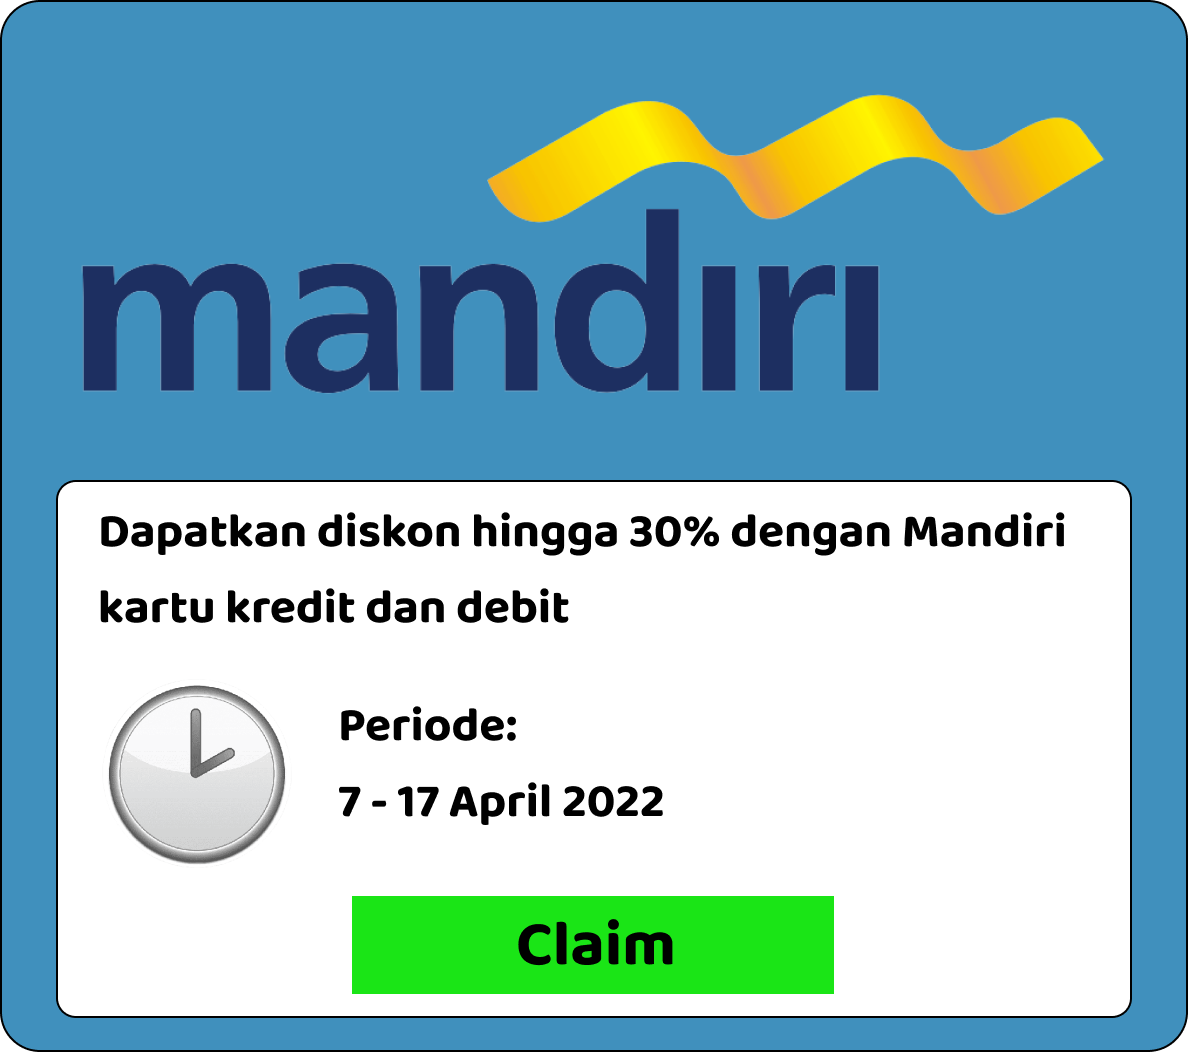 mandiri
Dapatkan diskon hingga 30% dengan Mandiri
kartu kredit dan debit
Periode:
7 - 17 April 2022
Claim